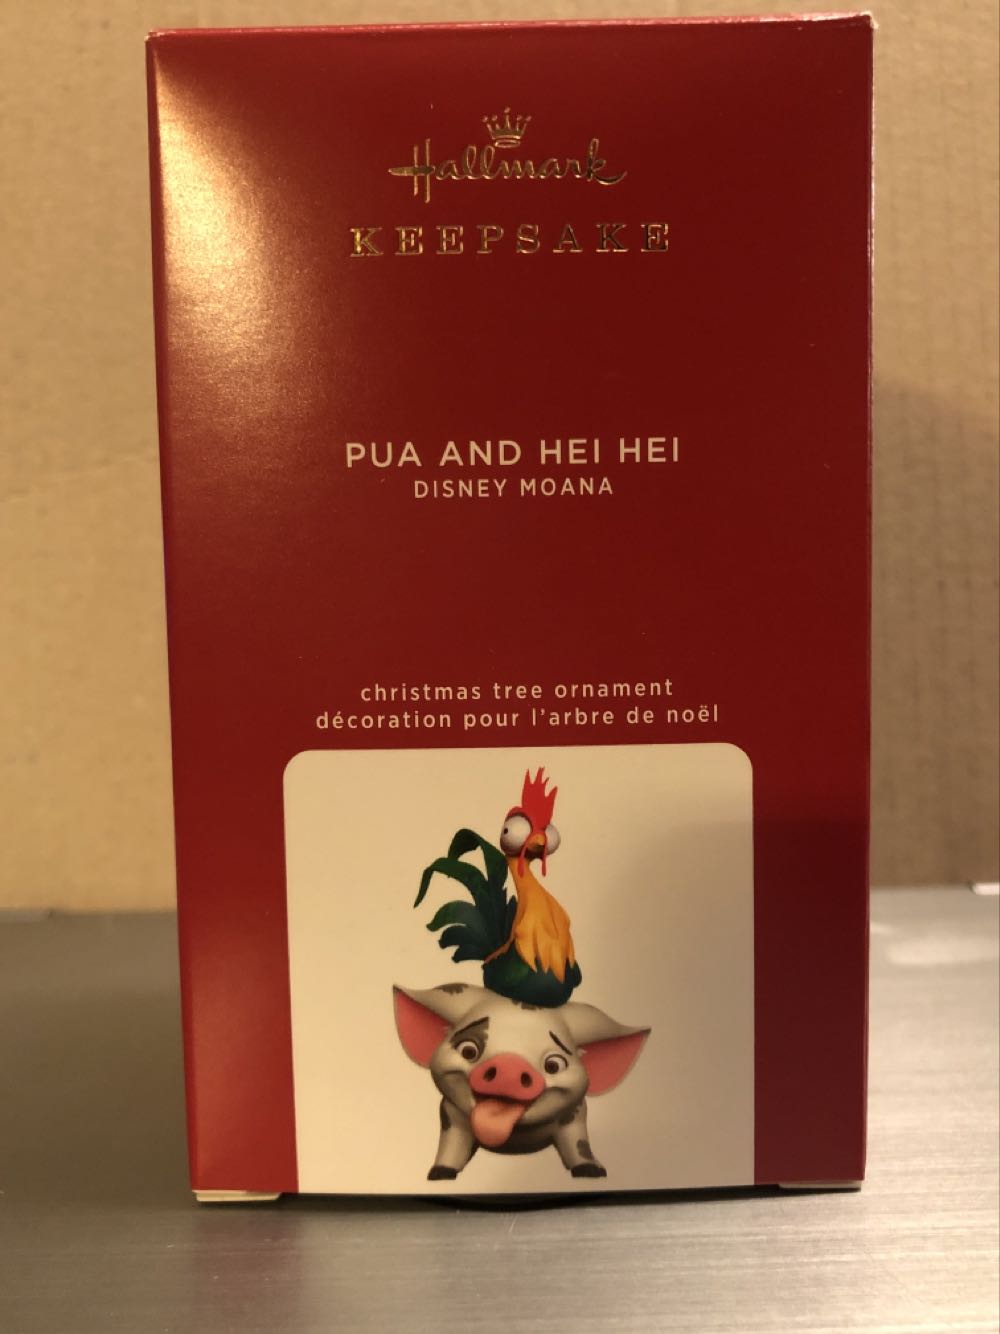 Hallmark
KEEPSAKE
PUA AND HEI HEI
DISNEY MOANA
christmas tree ornament
décoration pour l'arbre de noël